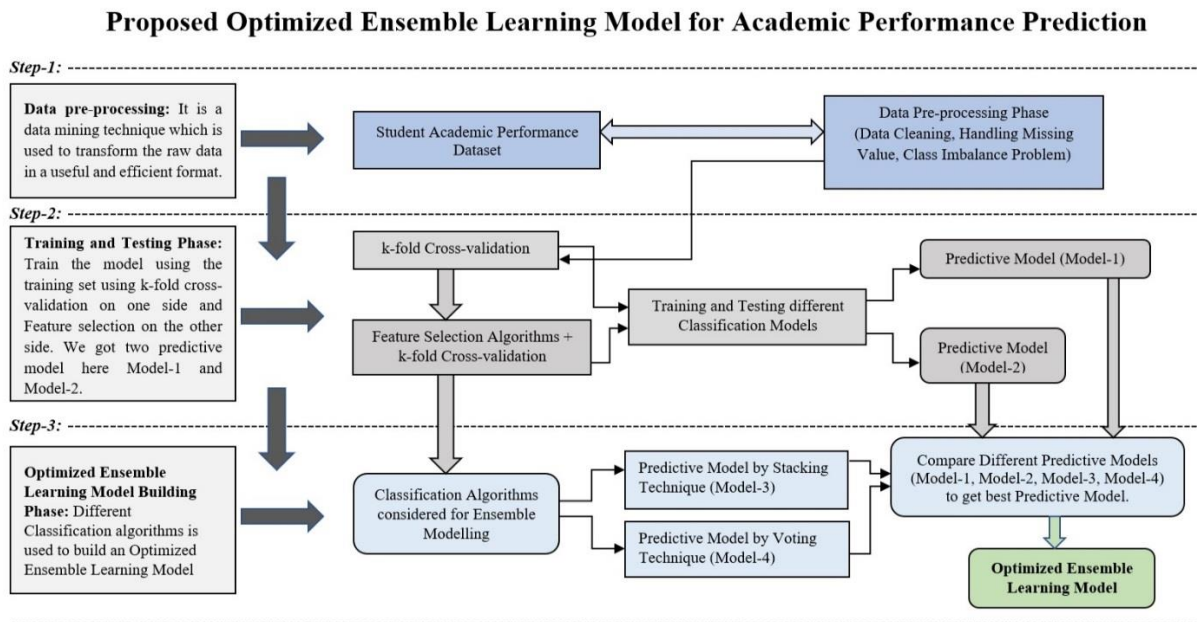 Proposed Optimized Ensemble Learning Model for Academic Performance Prediction
Step-1:
Data pre-processing: It is a
data mining technique which is
used to transform the raw data
in a useful and efficient format.
Student Academic Performance
Dataset
Data Pre-processing Phase
(Data Cleaning, Handling Missing
Value, Class Imbalance Problem)
Step-2:
Training and Testing Phase:
Train the model using the
training set using k-fold cross-
validation on one side and
Feature selection on the other
side. We got two predictive
model here Model-1 and
Model-2.
k-fold Cross-validation
Feature Selection Algorithms +
k-fold Cross-validation
Training and Testing different
Classification Models
Predictive Model (Model-1)
Predictive Model
(Model-2)
Step-3:
Optimized Ensemble
Learning Model Building
Phase: Different
Classification algorithms is
used to build an Optimized
Ensemble Learning Model
Classification Algorithms
considered for Ensemble
Modelling
Predictive Model by Stacking
Technique (Model-3)
Predictive Model by Voting
Technique (Model-4)
Compare Different Predictive Models
(Model-1, Model-2, Model-3, Model-4)
to get best Predictive Model.
Optimized Ensemble
Learning Model